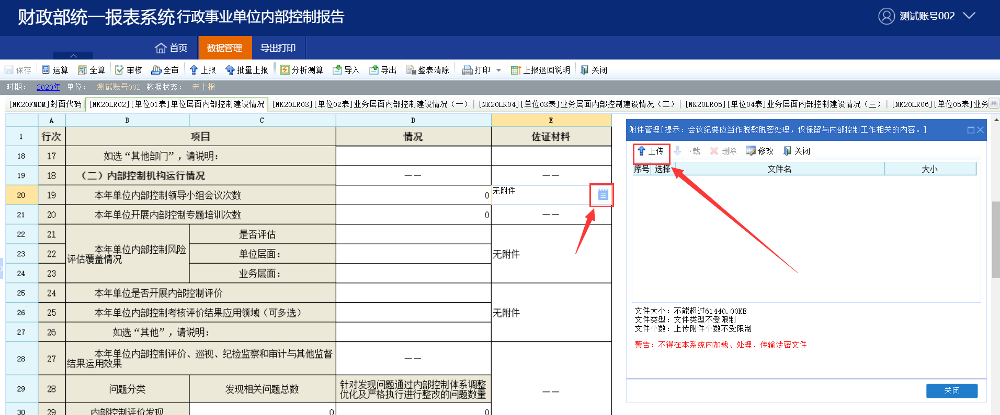 财政部统一报表系统 行政事业单位内部控制报告
测试账号002
首页 数据管理 导出打印
保存 运算 全算 审核 全审 上报 批量上报 分析测算 导入 导出 整表清除 打印 上报退回说明 关闭
时期： 2020年 单位： 测试账号002 数据状态： 未上报
[NK20FMDM]封面代码 [NK20LR02][单位01表]单位层面内部控制建设情况 [NK20LR03][单位02表]业务层面内部控制建设情况（一） [NK20LR04][单位03表]业务层面内部控制建设情况（二） [NK20LR05][单位04表]业务层面内部控制建设情况（三） [NK20LR06][单位05表]业务
A B C D E
1 行次 项目 情况 佐证材料
18 17 如选“其他部门”，请说明：
19 18 （二）内部控制机构运行情况 —— ——
20 19 本年单位内部控制领导小组会议次数 0 无附件
21 20 本年单位开展内部控制专题培训次数 0 ——
22 21 是否评估
23 22 本年单位内部控制风险 单位层面： 无附件
评估覆盖情况
24 23 业务层面：
25 24 本年单位是否开展内部控制评价
26 25 本年单位内部控制考核评价结果应用领域（可多选） 无附件
27 26 如选“其他”，请说明：
28 27 本年单位内部控制评价、巡视、纪检监察和审计与其他监督 ——
结果运用效果
29 28 问题分类 发现相关问题总数 针对发现问题通过内部控制体系调整 ——
优化及严格执行进行整改的问题数量
30 29 内部控制评价发现 0 0
附件管理[提示：会议纪要应当作脱敏脱密处理，仅保留与内部控制工作相关的内容。]
上传 下载 删除 修改 关闭
序号 选择 文件名 大小
文件大小：不能超过61440.00KB
文件类型：文件类型不受限制
文件个数：上传附件个数不受限制
警告：不得在本系统内加载、处理、传输涉密文件
关闭